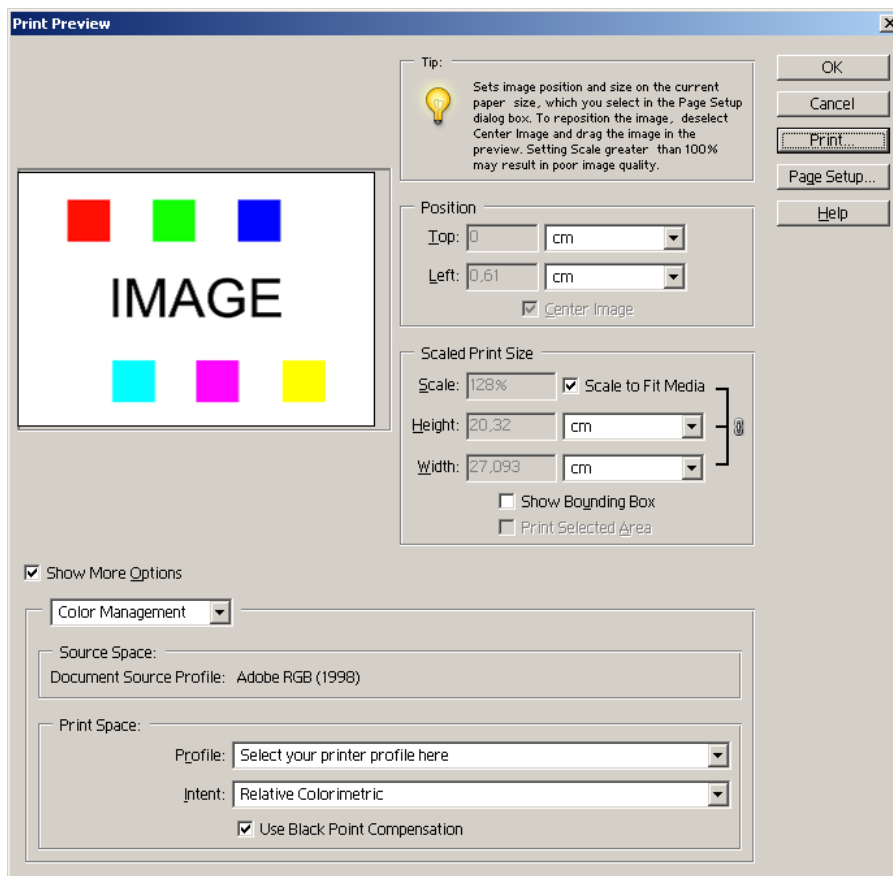 Print Preview
Tip:
Sets image position and size on the current
paper size, which you select in the Page Setup
dialog box. To reposition the image, deselect
Center Image and drag the image in the
preview. Setting Scale greater than 100%
may result in poor image quality.
OK
Cancel
Print...
Page Setup...
Help
IMAGE
Position
Top: 0 cm
Left: 0,61 cm
Center Image
Scaled Print Size
Scale: 128% Scale to Fit Media
Height: 20,32 cm
Width: 27,093 cm
Show Bounding Box
Print Selected Area
Show More Options
Color Management
Source Space:
Document Source Profile: Adobe RGB (1998)
Print Space:
Profile: Select your printer profile here
Intent: Relative Colorimetric
Use Black Point Compensation